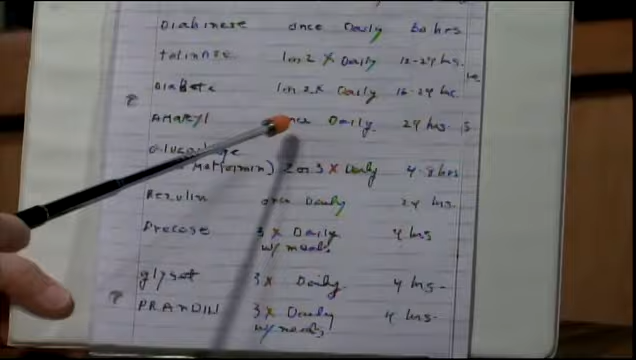 Diabinese once Daily 60 hrs
Tolinase 1 or 2 X Daily 12-24 hrs.
Diabeta 1 or 2 X Daily 16-24 hrs.
AMARyl once Daily 24 hrs.
Glucophage
(Metformin) 2 or 3 X Daily 4-8 hrs
Rezulin once Daily 24 hrs.
Precose 3 X Daily 4 hrs
w/ meals
glyset 3 X Daily 4 hrs.
PRANDIN 3 X Daily 4 hrs.
w/ meals